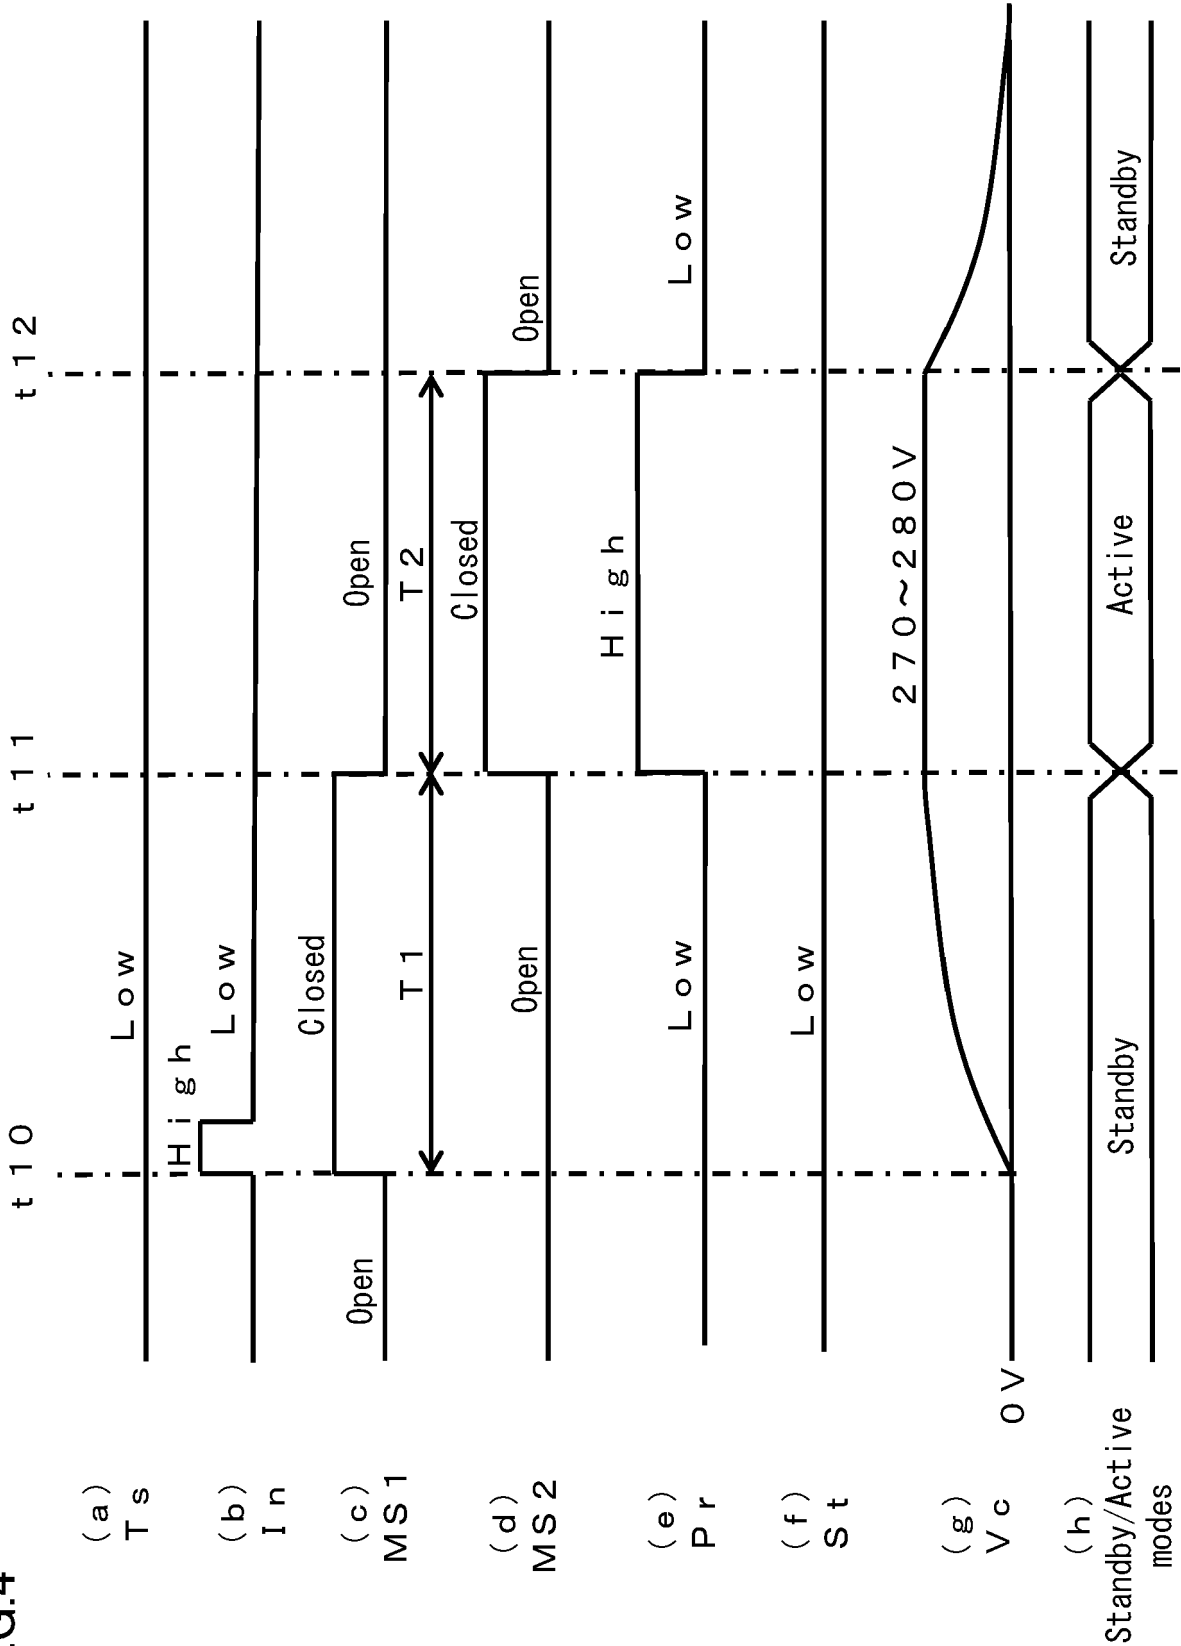 t10 t11 t12
(a)
Ts
Low
(b)
In
High
Low
(c)
MS1
Open
Closed
Open
T1
T2
(d)
MS2
Open
Closed
Open
(e)
Pr
Low
High
Low
(f)
St
Low
(g)
Vc
0V
270~280V
(h)
Standby/Active
modes
Standby
Active
Standby